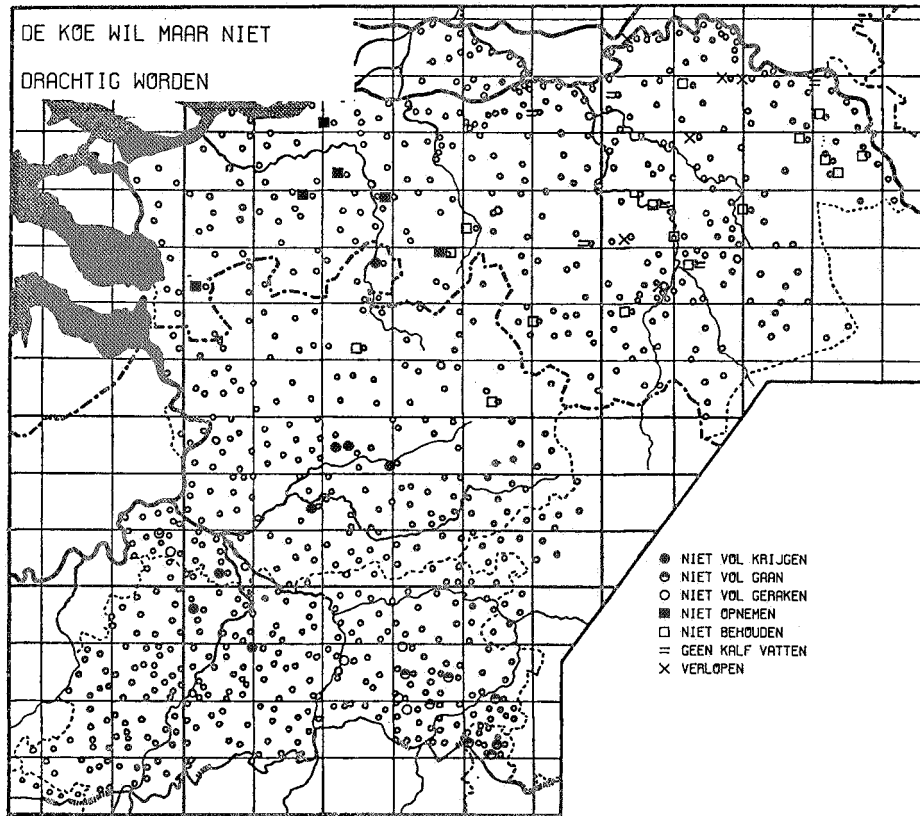 DE KOE WIL MAAR NIET
DRACHTIG WORDEN
NIET VOL KRIJGEN
NIET VOL GAAN
NIET VOL GERAKEN
NIET OPNEMEN
NIET BEHOUDEN
GEEN KALF VATTEN
VERLOPEN